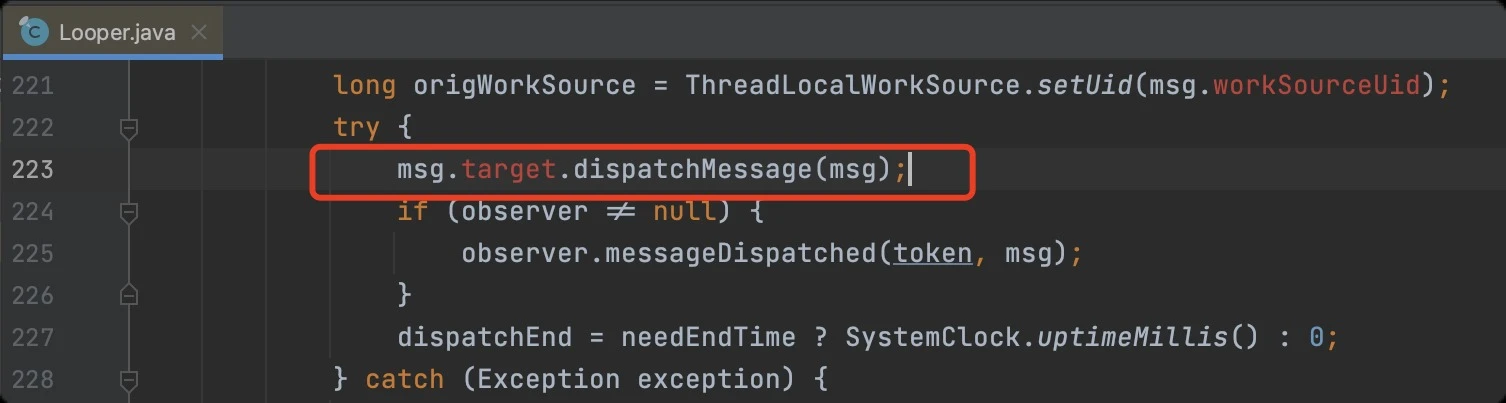 C Looper.java ×
221 long origWorkSource = ThreadLocalWorkSource.setUid(msg.workSourceUid);
222 try {
223 msg.target.dispatchMessage(msg);
224 if (observer ≠ null) {
225 observer.messageDispatched(token, msg);
226 }
227 dispatchEnd = needEndTime ? SystemClock.uptimeMillis() : 0;
228 } catch (Exception exception) {